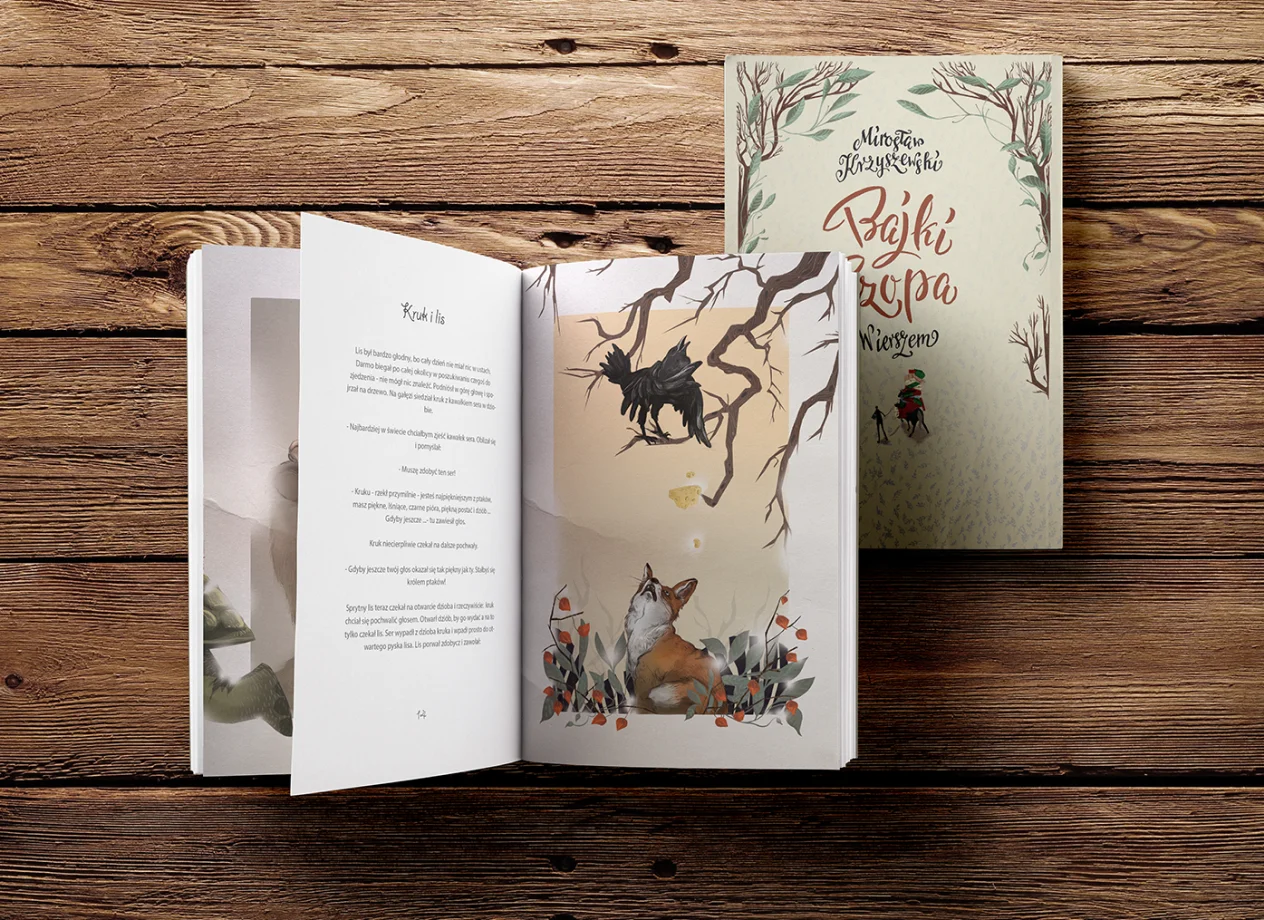 Mirosław
Krzyszewski
Bajki
zopa
Wierszem
Kruk i lis
Lis był bardzo głodny, bo cały dzień nie miał nic w ustach.
Darmo biegał po całej okolicy w poszukiwaniu czegoś do
zjedzenia - nie mógł nic znaleźć. Podniósł w górę głowę i spo-
jrzał na drzewo. Na gałęzi siedział kruk z kawałkiem sera w dzio-
bie.
- Najbardziej w świecie chciałbym zjeść kawałek sera. Oblizał się
i pomyślał:
- Muszę zdobyć ten ser!
- Kruku - rzekł przymilnie - jesteś najpiękniejszym z ptaków,
masz piękne, lśniące, czarne pióra, piękną postać i dziób...
Gdyby jeszcze ... - tu zawiesił głos.
Kruk niecierpliwie czekał na dalsze pochwały.
- Gdyby jeszcze twój głos okazał się tak piękny jak ty. Stałbyś się
królem ptaków!
Sprytny lis teraz czekał na otwarcie dzioba i rzeczywiście: kruk
chciał się pochwalić głosem. Otwarł dziób, by go wydać a na to
tylko czekał lis. Ser wypadł z dzioba kruka i wpadł prosto do ot-
wartego pyska lisa. Lis porwał zdobycz i zawołał: